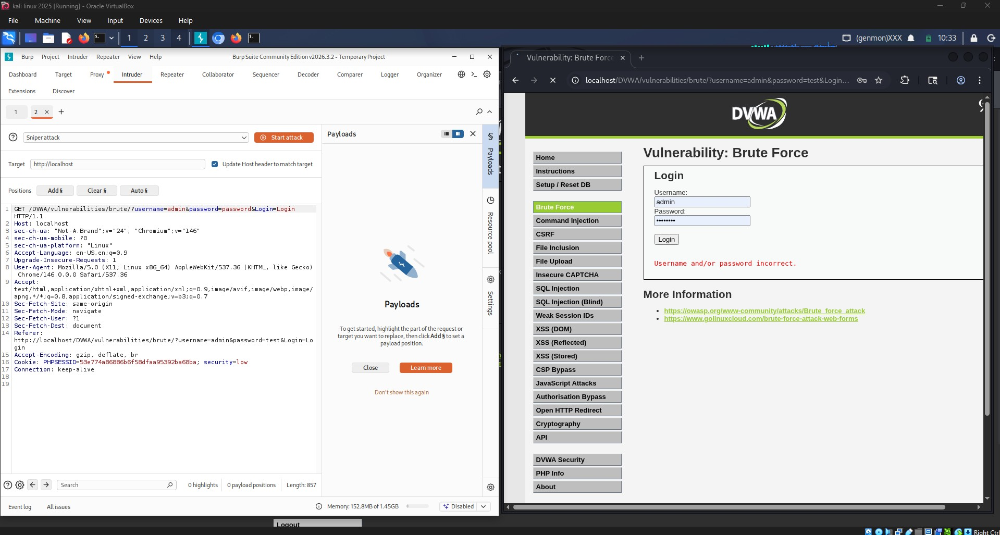 kali linux 2025 [Running] - Oracle VirtualBox
File Machine View Input Devices Help
1 2 3 4
(genmon)XXX 10:33
Burp Project Intruder Repeater View Help
Burp Suite Community Edition v2026.3.2 - Temporary Project
Dashboard Target Proxy Intruder Repeater Collaborator Sequencer Decoder Comparer Logger Organizer
Extensions Discover
1 2
Sniper attack
Start attack
Target http://localhost Update Host header to match target
Positions Add § Clear § Auto §
1 GET /DVWA/vulnerabilities/brute/?username=admin&password=password&Login=Login
HTTP/1.1
2 Host: localhost
3 sec-ch-ua: "Not-A.Brand";v="24", "Chromium";v="146"
4 sec-ch-ua-mobile: ?0
5 sec-ch-ua-platform: "Linux"
6 Accept-Language: en-US,en;q=0.9
7 Upgrade-Insecure-Requests: 1
8 User-Agent: Mozilla/5.0 (X11; Linux x86_64) AppleWebKit/537.36 (KHTML, like Gecko)
Chrome/146.0.0.0 Safari/537.36
9 Accept:
text/html,application/xhtml+xml,application/xml;q=0.9,image/avif,image/webp,image/
apng,*/*;q=0.8,application/signed-exchange;v=b3;q=0.7
10 Sec-Fetch-Site: same-origin
11 Sec-Fetch-Mode: navigate
12 Sec-Fetch-User: ?1
13 Sec-Fetch-Dest: document
14 Referer:
http://localhost/DVWA/vulnerabilities/brute/?username=admin&password=test&Login=Lo
gin
15 Accept-Encoding: gzip, deflate, br
16 Cookie: PHPSESSID=53e774a86886b6f58dfaa95392ba68ba; security=low
17 Connection: keep-alive
18
19
Search
0 highlights 0 payload positions Length: 857
Event log All issues
Memory: 152.8MB of 1.45GB
Disabled
Payloads
Payloads
To get started, highlight the part of the request or
target you want to replace, then click Add § to set a
payload position.
Close Learn more
Don't show this again
§ Payloads
Resource pool
Settings
Vulnerability: Brute Force
localhost/DVWA/vulnerabilities/brute/?username=admin&password=test&Login...
DVWA
Home
Instructions
Setup / Reset DB
Brute Force
Command Injection
CSRF
File Inclusion
File Upload
Insecure CAPTCHA
SQL Injection
SQL Injection (Blind)
Weak Session IDs
XSS (DOM)
XSS (Reflected)
XSS (Stored)
CSP Bypass
JavaScript Attacks
Authorisation Bypass
Open HTTP Redirect
Cryptography
API
DVWA Security
PHP Info
About
Vulnerability: Brute Force
Login
Username:
admin
Password:
••••••••
Login
Username and/or password incorrect.
More Information
https://owasp.org/www-community/attacks/Brute_force_attack
https://www.golinuxcloud.com/brute-force-attack-web-forms
Logout
Right Ctrl